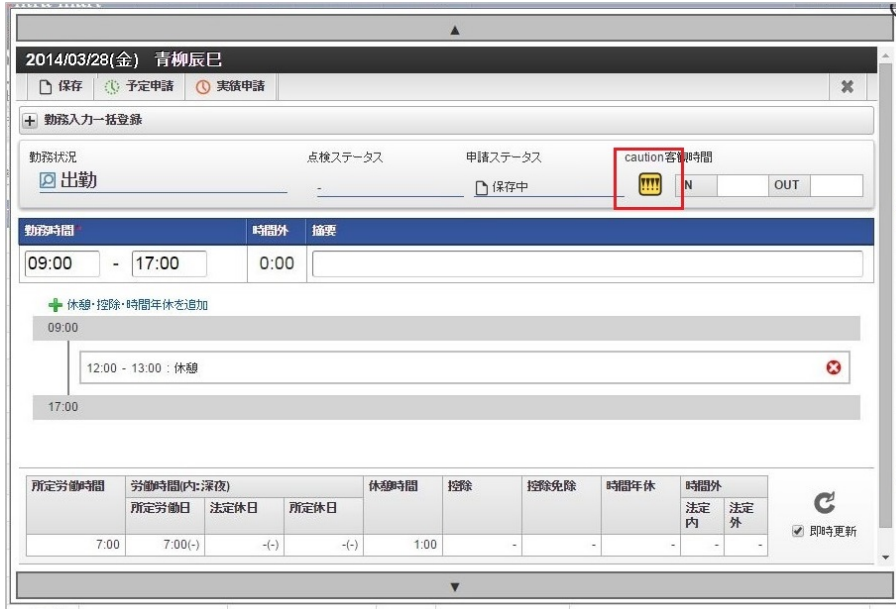 ▲
2014/03/28(金) 青柳辰巳
保存 予定申請 実績申請
勤務入力一括登録
勤務状況 点検ステータス 申請ステータス caution客観時間
出勤 - 保存中 !!!! N OUT
勤務時間* 時間外 摘要
09:00 - 17:00 0:00
休憩・控除・時間年休を追加
09:00
12:00 - 13:00 : 休憩
17:00
所定労働時間 労働時間(内:深夜) 休憩時間 控除 控除免除 時間年休 時間外
所定労働日 法定休日 所定休日 法定内 法定外
即時更新
7:00 7:00(-) -(-) -(-) 1:00 - - - - -
▼